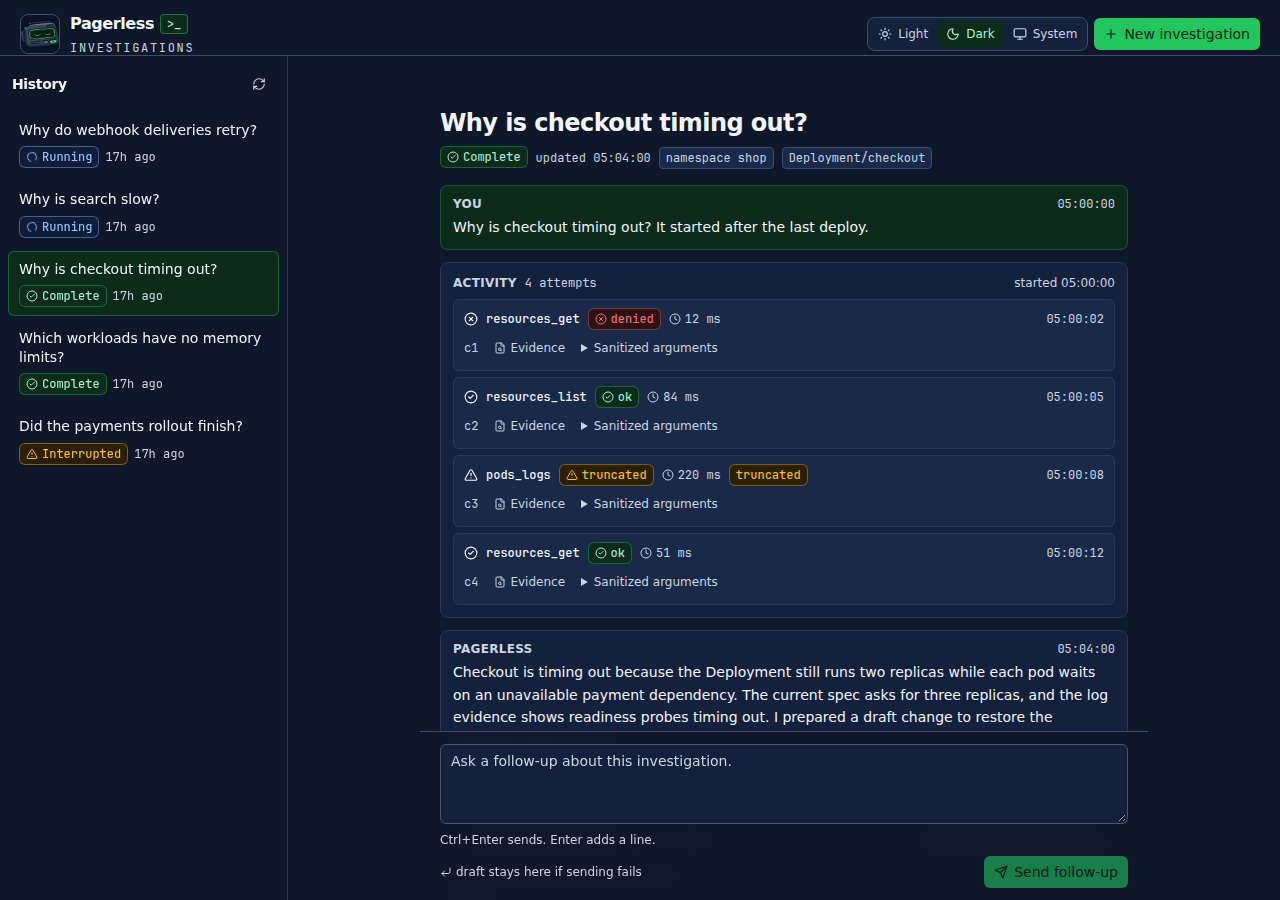 Pagerless >_
INVESTIGATIONS
Light Dark System + New investigation
History
Why do webhook deliveries retry?
Running 17h ago
Why is search slow?
Running 17h ago
Why is checkout timing out?
Complete 17h ago
Which workloads have no memory
limits?
Complete 17h ago
Did the payments rollout finish?
Interrupted 17h ago
Why is checkout timing out?
Complete updated 05:04:00 namespace shop Deployment/checkout
YOU 05:00:00
Why is checkout timing out? It started after the last deploy.
ACTIVITY 4 attempts started 05:00:00
resources_get denied 12 ms 05:00:02
c1 Evidence Sanitized arguments
resources_list ok 84 ms 05:00:05
c2 Evidence Sanitized arguments
pods_logs truncated 220 ms truncated 05:00:08
c3 Evidence Sanitized arguments
resources_get ok 51 ms 05:00:12
c4 Evidence Sanitized arguments
PAGERLESS 05:04:00
Checkout is timing out because the Deployment still runs two replicas while each pod waits
on an unavailable payment dependency. The current spec asks for three replicas, and the log
evidence shows readiness probes timing out. I prepared a draft change to restore the
Ask a follow-up about this investigation.
Ctrl+Enter sends. Enter adds a line.
draft stays here if sending fails Send follow-up